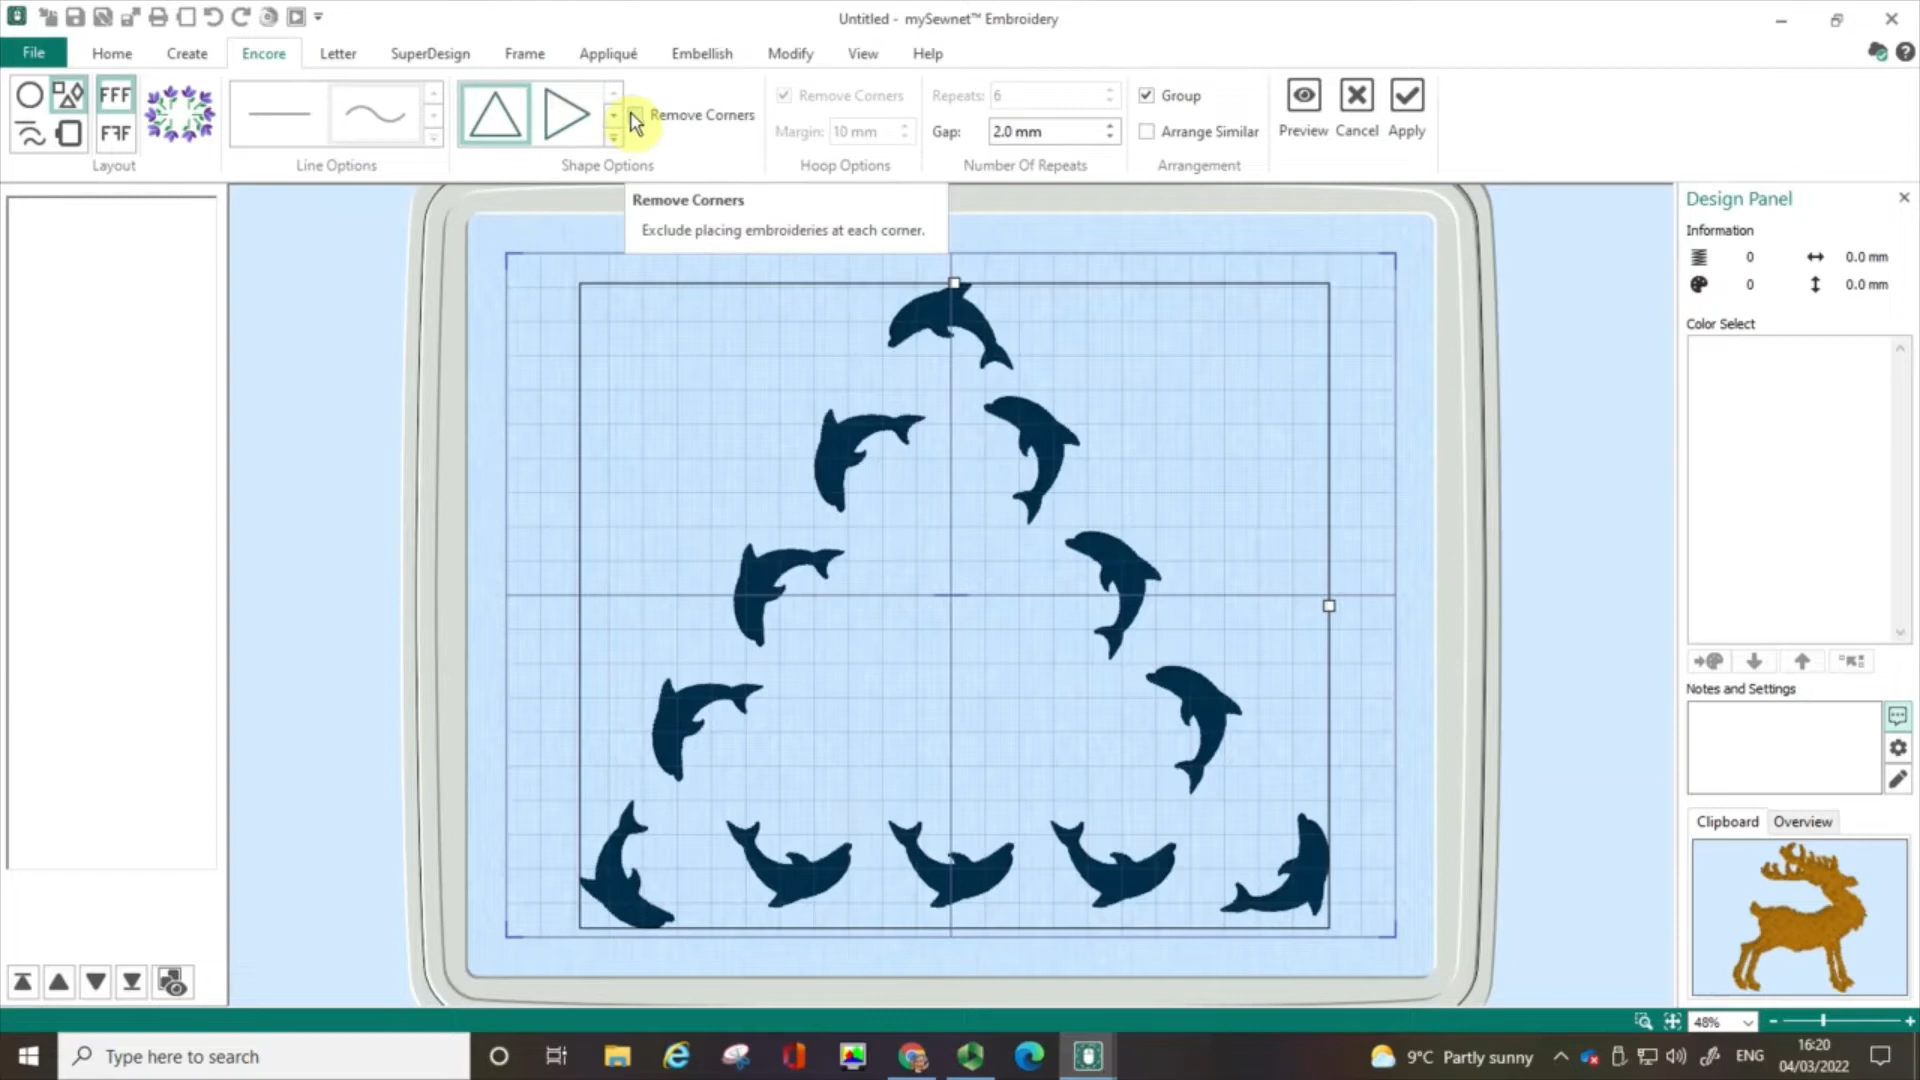 Untitled - mySewnet™ Embroidery
File Home Create Encore Letter SuperDesign Frame Appliqué Embellish Modify View Help
FFF
Remove Corners
Remove Corners
Repeats: 6
Group
Margin: 10 mm
Gap: 2.0 mm
Arrange Similar
Preview Cancel Apply
Layout Line Options Shape Options Hoop Options Number Of Repeats Arrangement
Remove Corners
Exclude placing embroideries at each corner.
Design Panel
Information
0 0.0 mm
0 0.0 mm
Color Select
Notes and Settings
Clipboard Overview
48%
Type here to search
9°C Partly sunny
ENG
16:20
04/03/2022